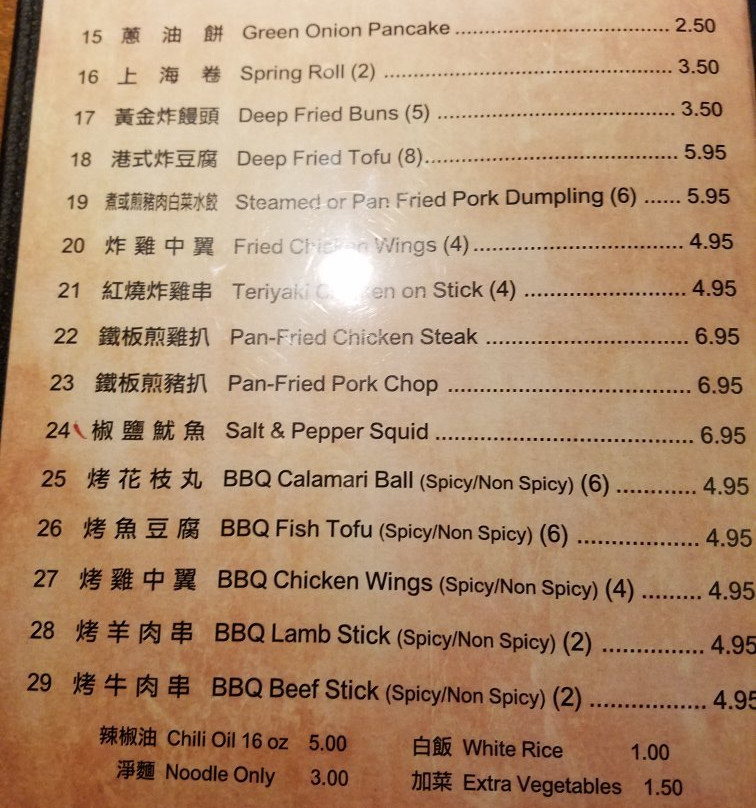 15 蔥油餅 Green Onion Pancake 2.50
16 上海卷 Spring Roll (2) 3.50
17 黃金炸饅頭 Deep Fried Buns (5) 3.50
18 港式炸豆腐 Deep Fried Tofu (8) 5.95
19 煮或煎豬肉白菜水餃 Steamed or Pan Fried Pork Dumpling (6) 5.95
20 炸雞中翼 Fried Chicken Wings (4) 4.95
21 紅燒炸雞串 Teriyaki Chicken on Stick (4) 4.95
22 鐵板煎雞扒 Pan-Fried Chicken Steak 6.95
23 鐵板煎豬扒 Pan-Fried Pork Chop 6.95
24 椒鹽魷魚 Salt & Pepper Squid 6.95
25 烤花枝丸 BBQ Calamari Ball (Spicy/Non Spicy) (6) 4.95
26 烤魚豆腐 BBQ Fish Tofu (Spicy/Non Spicy) (6) 4.95
27 烤雞中翼 BBQ Chicken Wings (Spicy/Non Spicy) (4) 4.95
28 烤羊肉串 BBQ Lamb Stick (Spicy/Non Spicy) (2) 4.95
29 烤牛肉串 BBQ Beef Stick (Spicy/Non Spicy) (2) 4.95
辣椒油 Chili Oil 16 oz 5.00 白飯 White Rice 1.00
淨麵 Noodle Only 3.00 加菜 Extra Vegetables 1.50